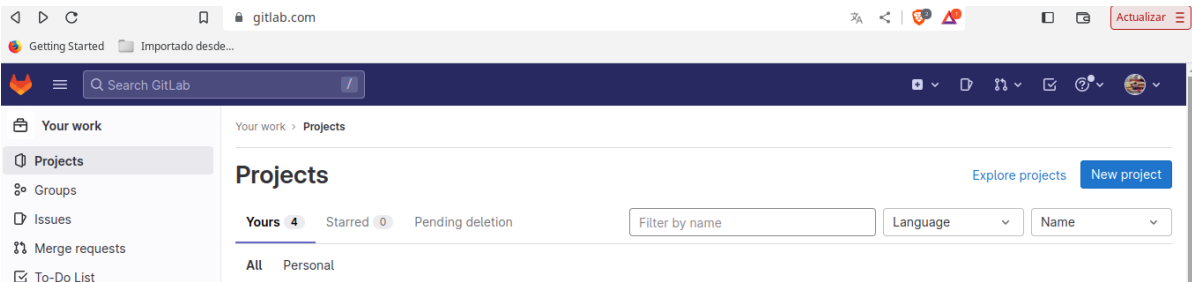 gitlab.com
Actualizar
Getting Started Importado desde...
Search GitLab /
Your work
Projects
Groups
Issues
Merge requests
To-Do List
Your work > Projects
Projects
Explore projects New project
Yours 4 Starred 0 Pending deletion
Filter by name Language Name
All Personal